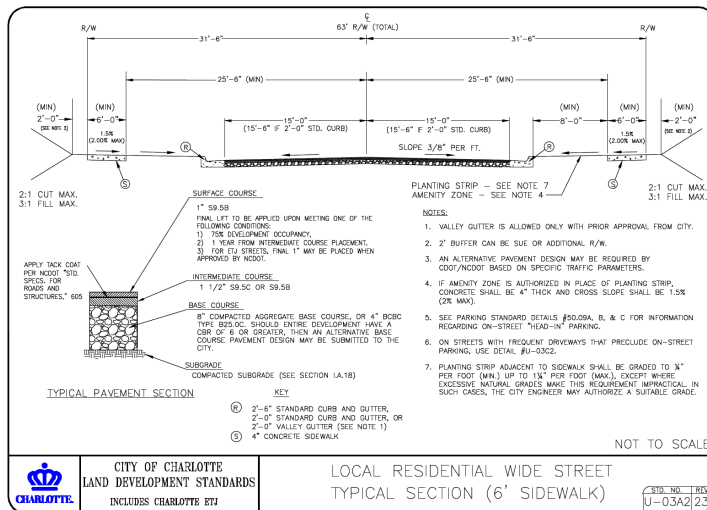 ℄
R/W
63' R/W (TOTAL)
R/W
31'-6"
31'-6"
25'-6" (MIN)
25'-6" (MIN)
(MIN)
2'-0"
(SEE NOTE 2)
(MIN)
6'-0"
1.5%
(2.00% MAX)
15'-0"
(15'-6" IF 2'-0" STD. CURB)
15'-0"
(15'-6" IF 2'-0" STD. CURB)
(MIN)
8'-0"
(MIN)
6'-0"
1.5%
(2.00% MAX)
(MIN)
2'-0"
(SEE NOTE 2)
R
SLOPE 3/8" PER FT.
R
S
S
2:1 CUT MAX.
3:1 FILL MAX.
PLANTING STRIP – SEE NOTE 7
AMENITY ZONE – SEE NOTE 4
2:1 CUT MAX.
3:1 FILL MAX.
SURFACE COURSE
1" S9.5B
FINAL LIFT TO BE APPLIED UPON MEETING ONE OF THE
FOLLOWING CONDITIONS:
1) 75% DEVELOPMENT OCCUPANCY,
2) 1 YEAR FROM INTERMEDIATE COURSE PLACEMENT,
3) FOR ETJ STREETS, FINAL 1" MAY BE PLACED WHEN
APPROVED BY NCDOT.
APPLY TACK COAT
PER NCDOT "STD.
SPECS. FOR
ROADS AND
STRUCTURES," 605
INTERMEDIATE COURSE
1 1/2" S9.5C OR S9.5B
BASE COURSE
8" COMPACTED AGGREGATE BASE COURSE, OR 4" BCBC
TYPE B25.0C. SHOULD ENTIRE DEVELOPMENT HAVE A
CBR OF 6 OR GREATER, THEN AN ALTERNATIVE BASE
COURSE PAVEMENT DESIGN MAY BE SUBMITTED TO THE
CITY.
SUBGRADE
COMPACTED SUBGRADE (SEE SECTION I.A.18)
TYPICAL PAVEMENT SECTION
KEY
R 2'-6" STANDARD CURB AND GUTTER,
2'-0" STANDARD CURB AND GUTTER, OR
2'-0" VALLEY GUTTER (SEE NOTE 1)
S 4" CONCRETE SIDEWALK
NOTES:
1. VALLEY GUTTER IS ALLOWED ONLY WITH PRIOR APPROVAL FROM CITY.
2. 2' BUFFER CAN BE SUE OR ADDITIONAL R/W.
3. AN ALTERNATIVE PAVEMENT DESIGN MAY BE REQUIRED BY
CDOT/NCDOT BASED ON SPECIFIC TRAFFIC PARAMETERS.
4. IF AMENITY ZONE IS AUTHORIZED IN PLACE OF PLANTING STRIP,
CONCRETE SHALL BE 4" THICK AND CROSS SLOPE SHALL BE 1.5%
(2% MAX).
5. SEE PARKING STANDARD DETAILS #50.09A, B, & C FOR INFORMATION
REGARDING ON-STREET "HEAD-IN" PARKING.
6. ON STREETS WITH FREQUENT DRIVEWAYS THAT PRECLUDE ON-STREET
PARKING, USE DETAIL #U-03C2.
7. PLANTING STRIP ADJACENT TO SIDEWALK SHALL BE GRADED TO ¼"
PER FOOT (MIN.) UP TO 1¼" PER FOOT (MAX.), EXCEPT WHERE
EXCESSIVE NATURAL GRADES MAKE THIS REQUIREMENT IMPRACTICAL. IN
SUCH CASES, THE CITY ENGINEER MAY AUTHORIZE A SUITABLE GRADE.
NOT TO SCALE
CHARLOTTE.
CITY OF CHARLOTTE
LAND DEVELOPMENT STANDARDS
INCLUDES CHARLOTTE ETJ
LOCAL RESIDENTIAL WIDE STREET
TYPICAL SECTION (6' SIDEWALK)
STD. NO. REV
U-03A2 23